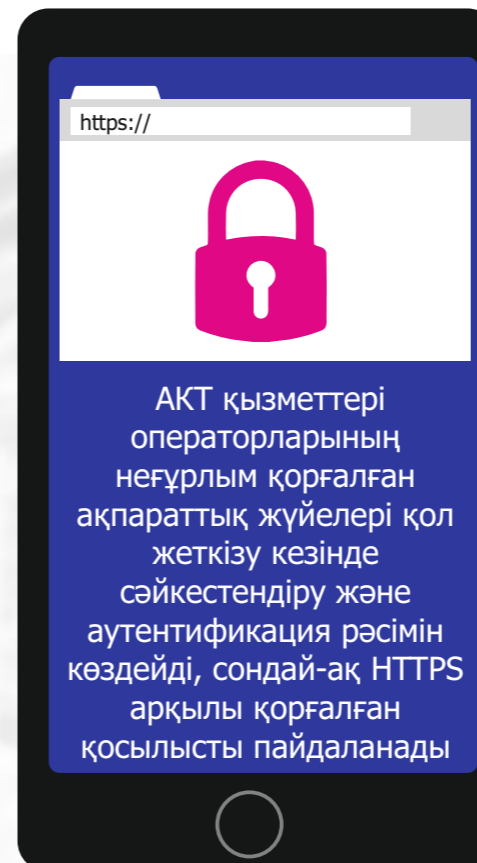 https://
АКТ қызметтері
операторларының
неғұрлым қорғалған
ақпараттық жүйелері қол
жеткізу кезінде
сәйкестендіру және
аутентификация рәсімін
көздейді, сондай-ақ HTTPS
арқылы қорғалған
қосылысты пайдаланады